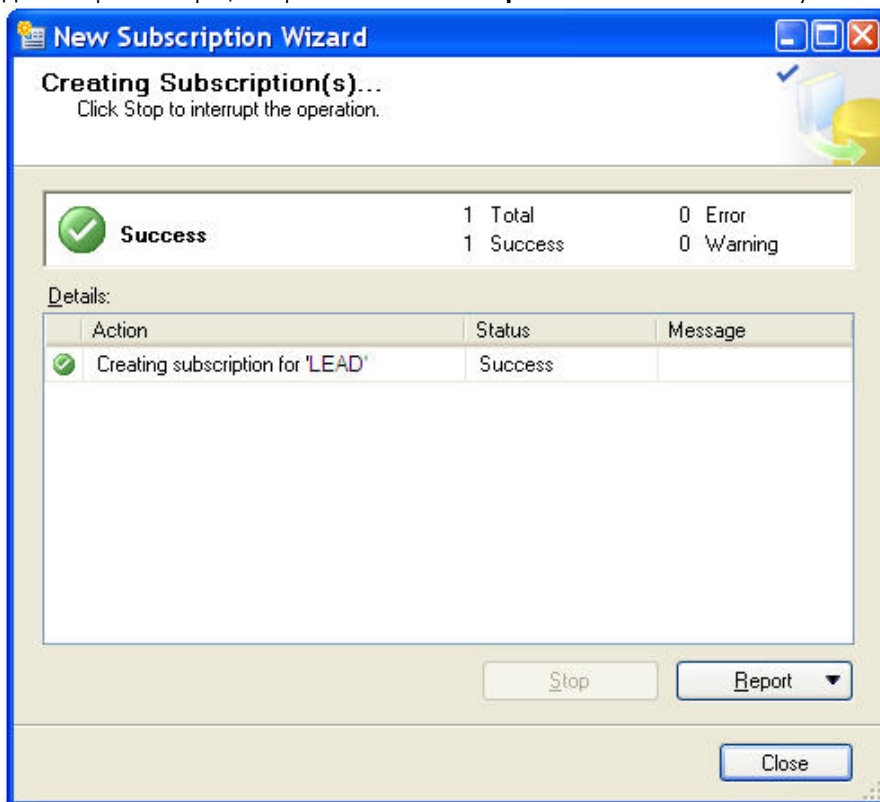 New Subscription Wizard
Creating Subscription(s)...
Click Stop to interrupt the operation.
Success
1 Total 0 Error
1 Success 0 Warning
Details:
Action Status Message
Creating subscription for 'LEAD' Success
Stop Report
Close